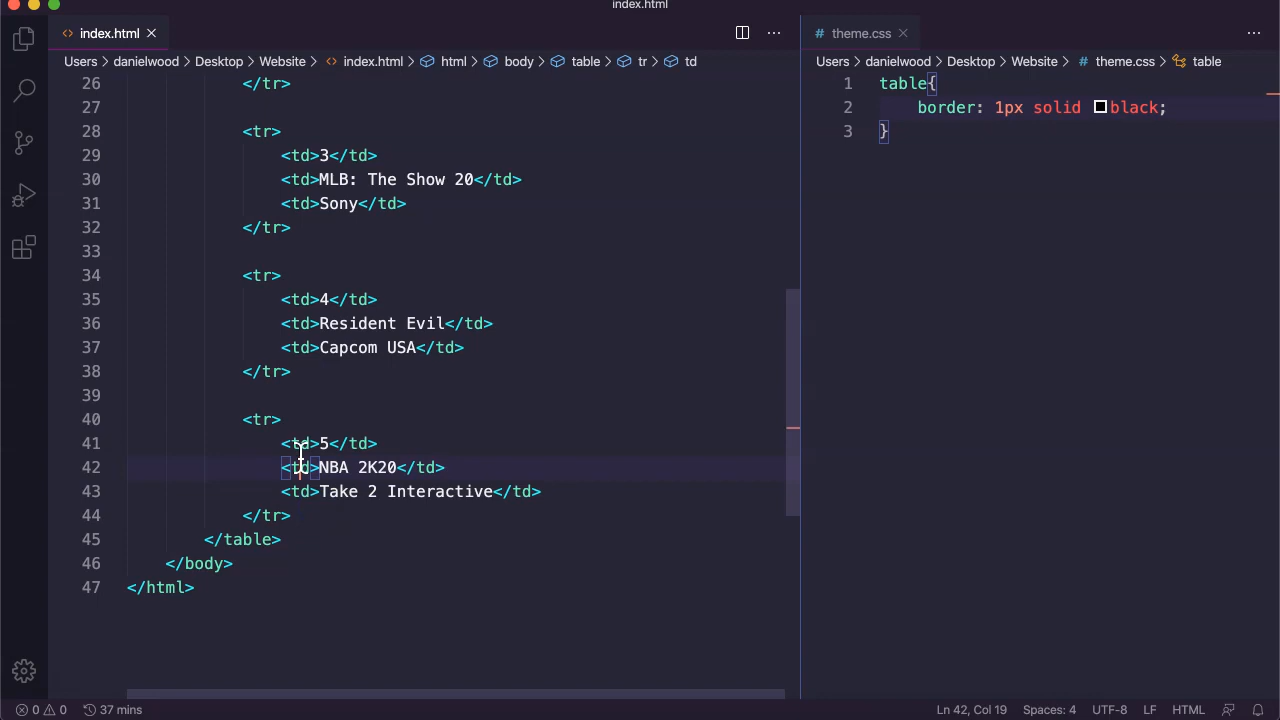 index.html
index.html
Users danielwood Desktop Website index.html html body table tr td
26 </tr>
27
28 <tr>
29 <td>3</td>
30 <td>MLB: The Show 20</td>
31 <td>Sony</td>
32 </tr>
33
34 <tr>
35 <td>4</td>
36 <td>Resident Evil</td>
37 <td>Capcom USA</td>
38 </tr>
39
40 <tr>
41 <td>5</td>
42 <td>NBA 2K20</td>
43 <td>Take 2 Interactive</td>
44 </tr>
45 </table>
46 </body>
47 </html>
# theme.css
Users danielwood Desktop Website # theme.css table
1 table{
2 border: 1px solid black;
3 }
0 0 37 mins Ln 42, Col 19 Spaces: 4 UTF-8 LF HTML